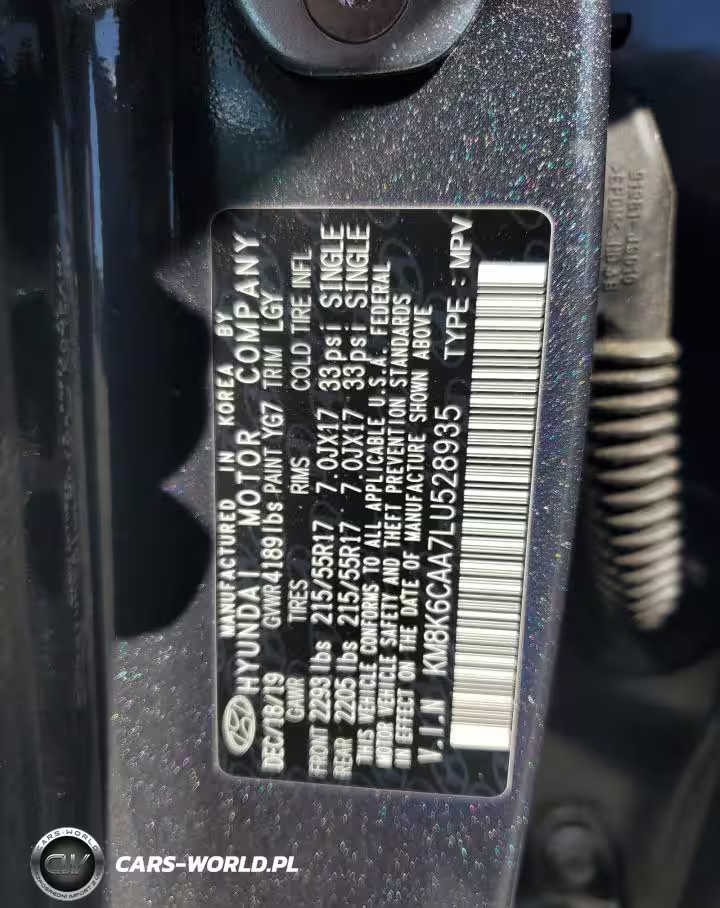 MANUFACTURED IN KOREA BY
HYUNDAI MOTOR COMPANY
DEC/18/19 GVWR 4189 lbs PAINT YG7 TRIM LGY
GAWR TIRES RIMS COLD TIRE INFL
FRONT 2293 lbs 215/55R17 7.0JX17 33psi SINGLE
REAR 2205 lbs 215/55R17 7.0JX17 33psi SINGLE
THIS VEHICLE CONFORMS TO ALL APPLICABLE U.S.A. FEDERAL
MOTOR VEHICLE SAFETY AND THEFT PREVENTION STANDARDS
IN EFFECT ON THE DATE OF MANUFACTURE SHOWN ABOVE
V.I.N KM8K6CAA7LU528935 TYPE : MPV
CARS-WORLD
CW
CARS-WORLD.PL